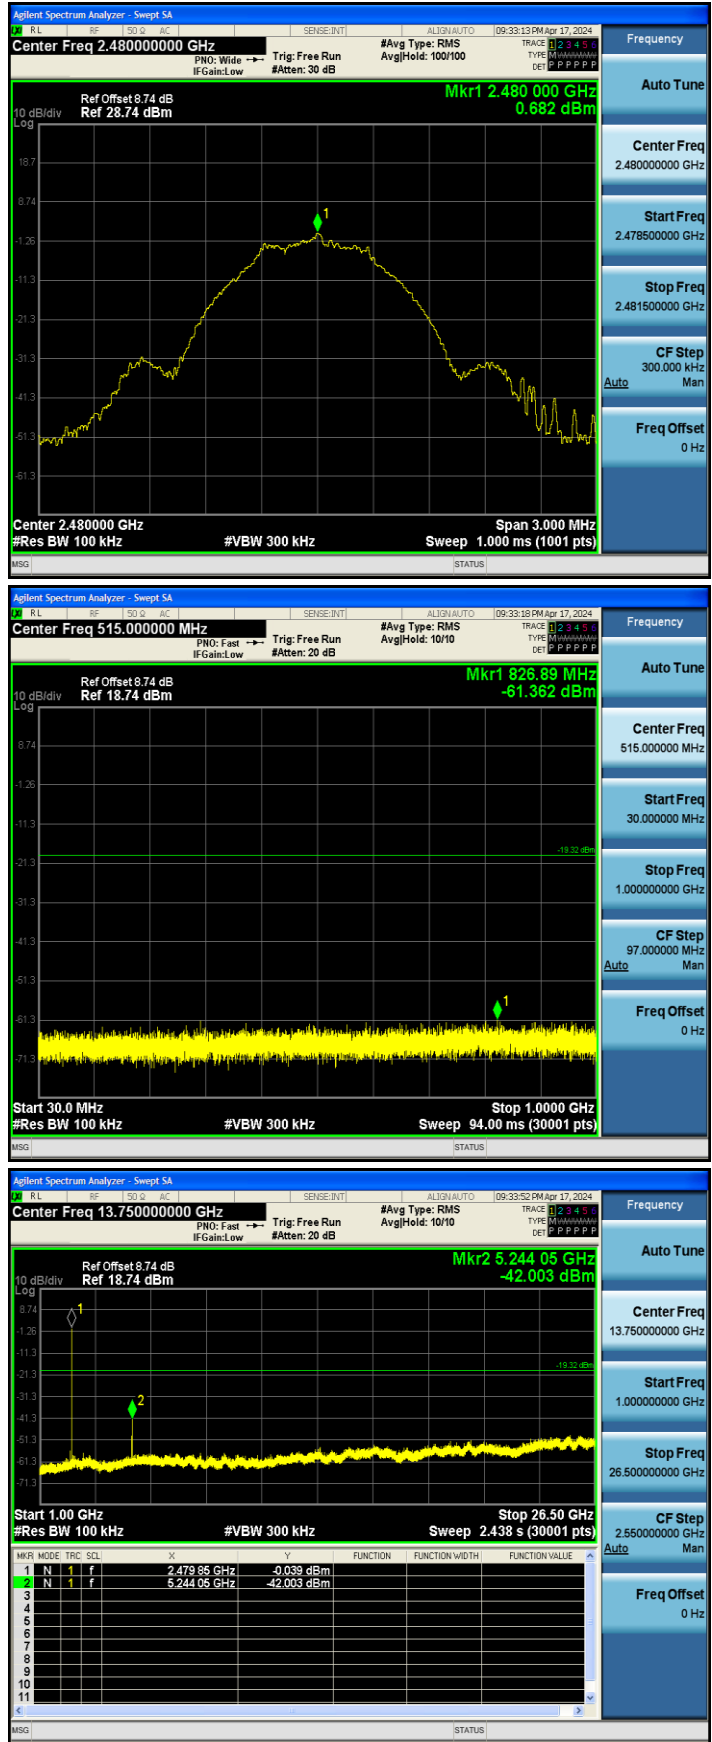 Agilent Spectrum Analyzer - Swept SA
RL RF 50 Ω AC SENSE:INT ALIGNAUTO 09:33:13 PM Apr 17, 2024
Center Freq 2.480000000 GHz
#Avg Type: RMS
TRACE 1 2 3 4 5 6
PNO: Wide Trig: Free Run Avg|Hold: 100/100
TYPE
IFGain:Low #Atten: 30 dB
DET P P P P P P
Frequency
Ref Offset 8.74 dB
Mkr1 2.480 000 GHz
10 dB/div Ref 28.74 dBm
0.682 dBm
Log
18.7
8.74
-1.26
-11.3
-21.3
-31.3
-41.3
-51.3
-61.3
1
Center 2.480000 GHz Span 3.000 MHz
#Res BW 100 kHz #VBW 300 kHz Sweep 1.000 ms (1001 pts)
MSG STATUS
Auto Tune
Center Freq
2.480000000 GHz
Start Freq
2.478500000 GHz
Stop Freq
2.481500000 GHz
CF Step
300.000 kHz
Auto Man
Freq Offset
0 Hz
Agilent Spectrum Analyzer - Swept SA
RL RF 50 Ω AC SENSE:INT ALIGNAUTO 09:33:18 PM Apr 17, 2024
Center Freq 515.000000 MHz
#Avg Type: RMS
TRACE 1 2 3 4 5 6
PNO: Fast Trig: Free Run Avg|Hold: 10/10
TYPE
IFGain:Low #Atten: 20 dB
DET P P P P P P
Frequency
Ref Offset 8.74 dB
Mkr1 826.89 MHz
10 dB/div Ref 18.74 dBm
-61.362 dBm
Log
8.74
-1.26
-11.3
-21.3
-31.3
-41.3
-51.3
-61.3
-71.3
-19.32 dBm
1
Start 30.0 MHz Stop 1.0000 GHz
#Res BW 100 kHz #VBW 300 kHz Sweep 94.00 ms (30001 pts)
MSG STATUS
Auto Tune
Center Freq
515.000000 MHz
Start Freq
30.000000 MHz
Stop Freq
1.000000000 GHz
CF Step
97.000000 MHz
Auto Man
Freq Offset
0 Hz
Agilent Spectrum Analyzer - Swept SA
RL RF 50 Ω AC SENSE:INT ALIGNAUTO 09:33:52 PM Apr 17, 2024
Center Freq 13.750000000 GHz
#Avg Type: RMS
TRACE 1 2 3 4 5 6
PNO: Fast Trig: Free Run Avg|Hold: 10/10
TYPE
IFGain:Low #Atten: 20 dB
DET P P P P P P
Frequency
Ref Offset 8.74 dB
Mkr2 5.244 05 GHz
10 dB/div Ref 18.74 dBm
-42.003 dBm
Log
8.74
-1.26
-11.3
-21.3
-31.3
-41.3
-51.3
-61.3
-71.3
-19.32 dBm
1
2
Start 1.00 GHz Stop 26.50 GHz
#Res BW 100 kHz #VBW 300 kHz Sweep 2.438 s (30001 pts)
MKR MODE TRC SCL X Y FUNCTION FUNCTION WIDTH FUNCTION VALUE
1 N 1 f 2.479 85 GHz -0.039 dBm
2 N 1 f 5.244 05 GHz -42.003 dBm
3
4
5
6
7
8
9
10
11
MSG STATUS
Auto Tune
Center Freq
13.750000000 GHz
Start Freq
1.000000000 GHz
Stop Freq
26.500000000 GHz
CF Step
2.550000000 GHz
Auto Man
Freq Offset
0 Hz